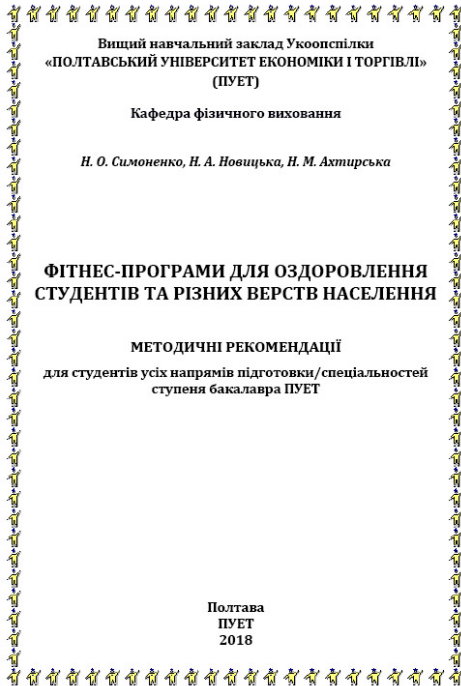 Вищий навчальний заклад Укоопспілки
«ПОЛТАВСЬКИЙ УНІВЕРСИТЕТ ЕКОНОМІКИ І ТОРГІВЛІ»
(ПУЕТ)
Кафедра фізичного виховання
Н. О. Симоненко, Н. А. Новицька, Н. М. Ахтирська
ФІТНЕС-ПРОГРАМИ ДЛЯ ОЗДОРОВЛЕННЯ
СТУДЕНТІВ ТА РІЗНИХ ВЕРСТВ НАСЕЛЕННЯ
МЕТОДИЧНІ РЕКОМЕНДАЦІЇ
для студентів усіх напрямів підготовки/спеціальностей
ступеня бакалавра ПУЕТ
Полтава
ПУЕТ
2018